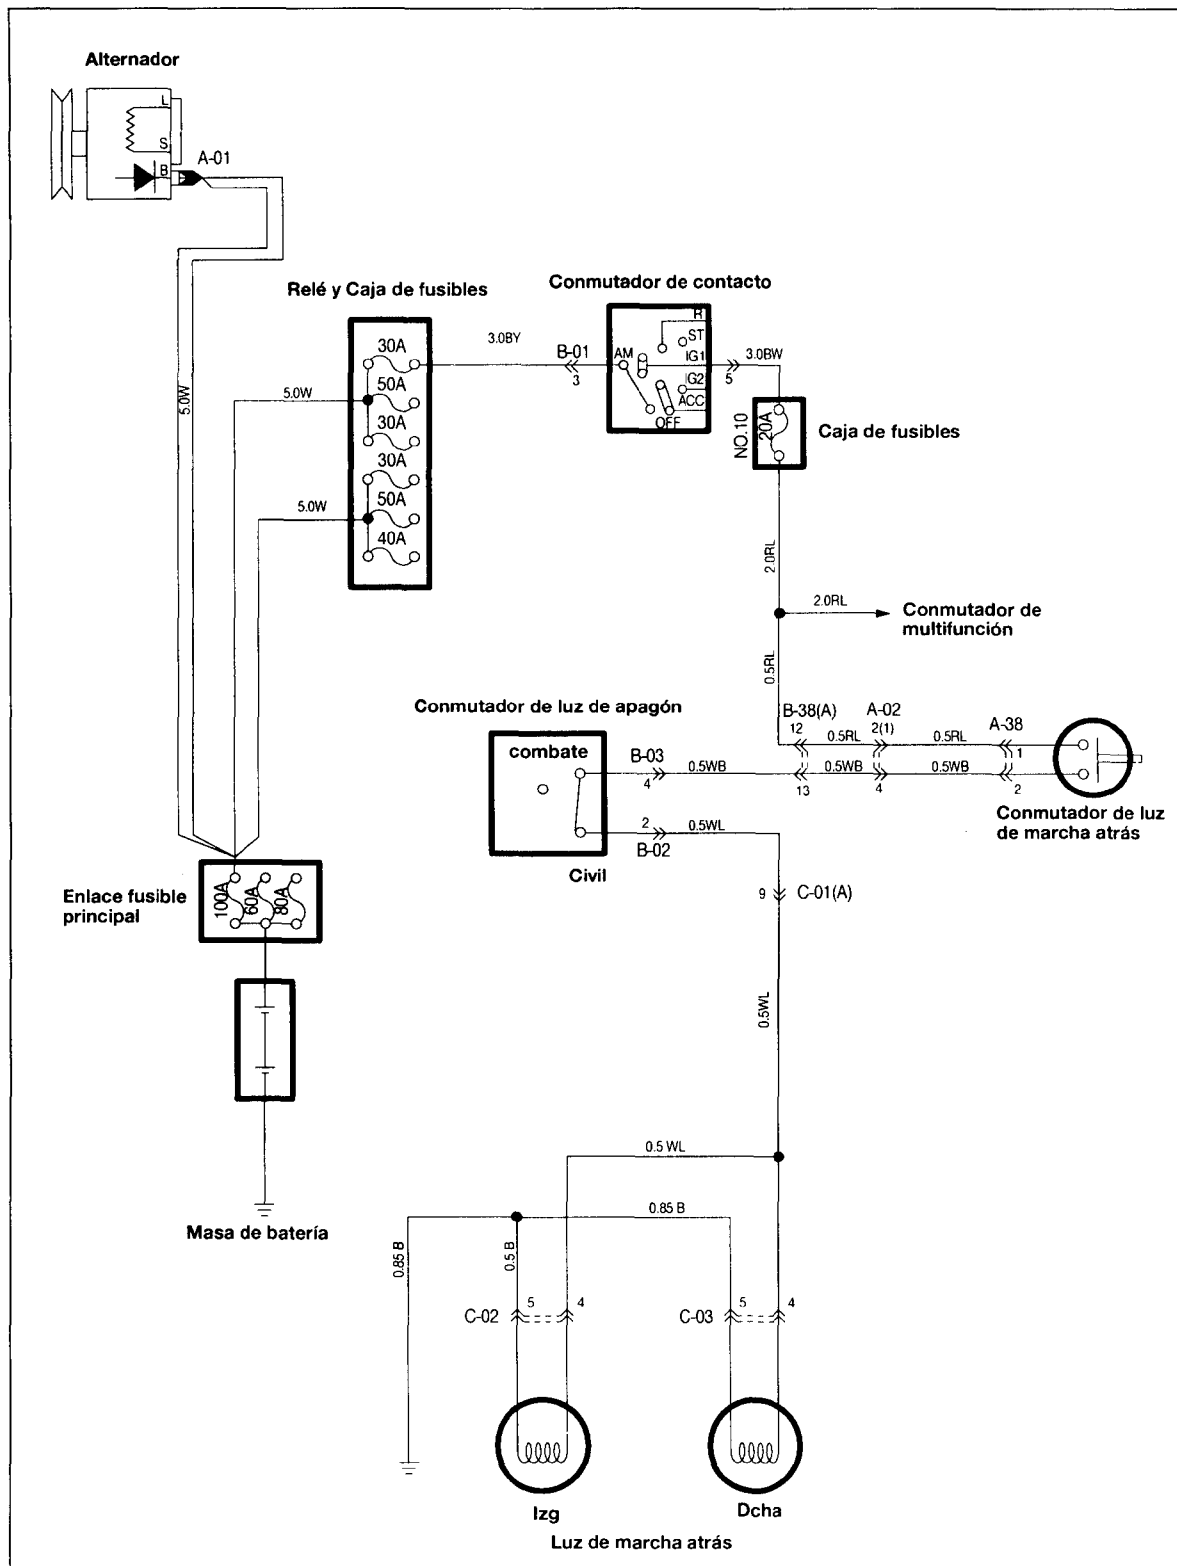 Alternador
L
S
B
A-01
Relé y Caja de fusibles
Conmutador de contacto
30A
50A
30A
30A
50A
40A
3.0BY
B-01
3
AM
R
ST
IG1
IG2
ACC
OFF
5
3.0BW
NO.10
20A
Caja de fusibles
5.0W
5.0W
5.0W
2.0RL
2.0RL
Conmutador de
multifunción
0.5RL
Conmutador de luz de apagón
combate
B-03
4
0.5WB
B-38(A)
12
0.5RL
A-02
2(1)
0.5RL
A-38
1
13
0.5WB
4
0.5WB
2
Conmutador de luz
de marcha atrás
2
0.5WL
B-02
Civil
9
C-01(A)
Enlace fusible
principal
100A
60A
80A
0.5WL
Masa de batería
0.5 WL
0.85 B
0.85 B
0.5 B
C-02
5
4
C-03
5
4
Izg
Dcha
Luz de marcha atrás